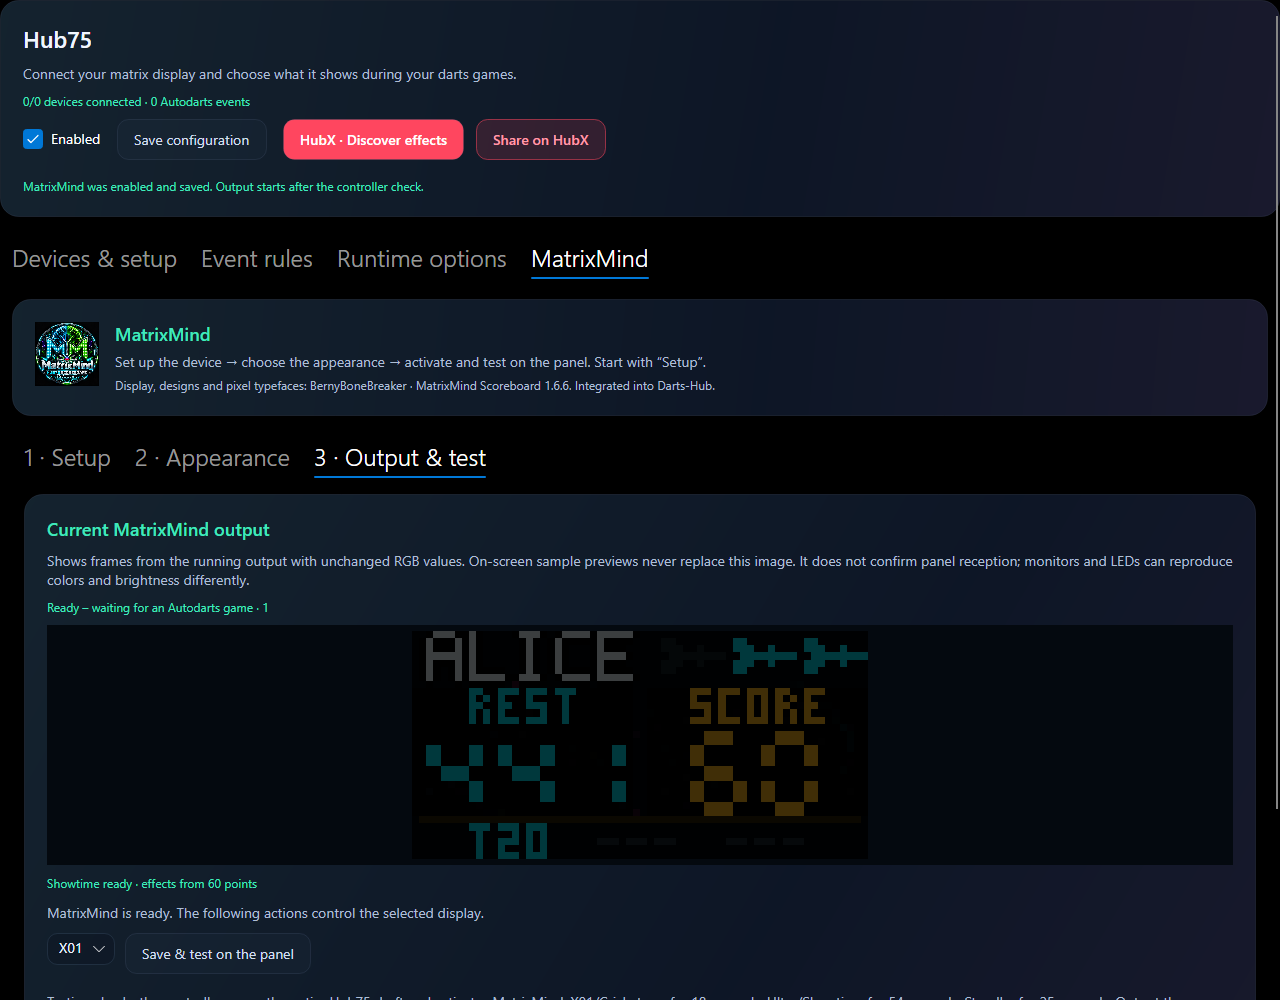 Hub75
Connect your matrix display and choose what it shows during your darts games.
0/0 devices connected · 0 Autodarts events
Enabled
Save configuration
HubX · Discover effects
Share on HubX
MatrixMind was enabled and saved. Output starts after the controller check.
Devices & setup
Event rules
Runtime options
MatrixMind
MatrixMind
Set up the device → choose the appearance → activate and test on the panel. Start with “Setup”.
Display, designs and pixel typefaces: BernyBoneBreaker · MatrixMind Scoreboard 1.6.6. Integrated into Darts-Hub.
1 · Setup
2 · Appearance
3 · Output & test
Current MatrixMind output
Shows frames from the running output with unchanged RGB values. On-screen sample previews never replace this image. It does not confirm panel reception; monitors and LEDs can reproduce
colors and brightness differently.
Ready – waiting for an Autodarts game · 1
ALICE
REST
SCORE
441
60
T20
--- ---
Showtime ready · effects from 60 points
MatrixMind is ready. The following actions control the selected display.
X01
Save & test on the panel